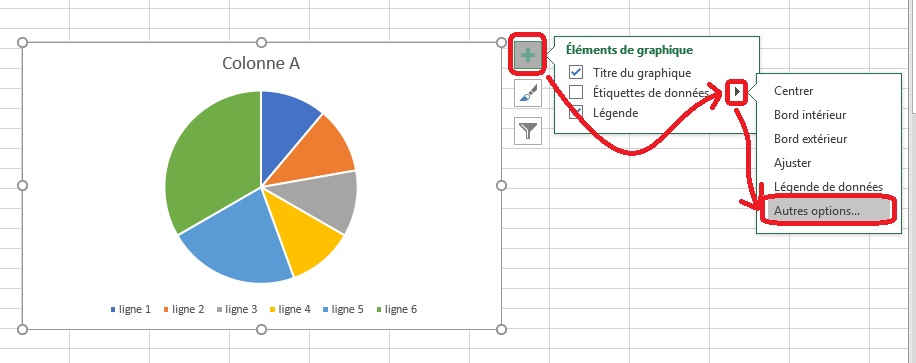 Colonne A
ligne 1 ligne 2 ligne 3 ligne 4 ligne 5 ligne 6
Éléments de graphique
Titre du graphique
Étiquettes de données
Légende
Centrer
Bord intérieur
Bord extérieur
Ajuster
Légende de données
Autres options...